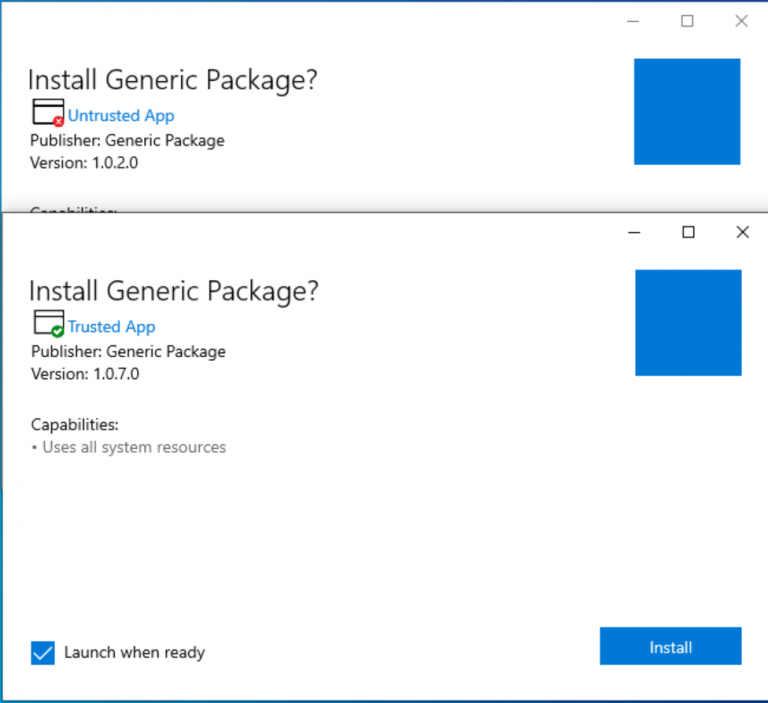 Install Generic Package?
Untrusted App
Publisher: Generic Package
Version: 1.0.2.0
Capabilities:
Install Generic Package?
Trusted App
Publisher: Generic Package
Version: 1.0.7.0
Capabilities:
• Uses all system resources
Launch when ready
Install